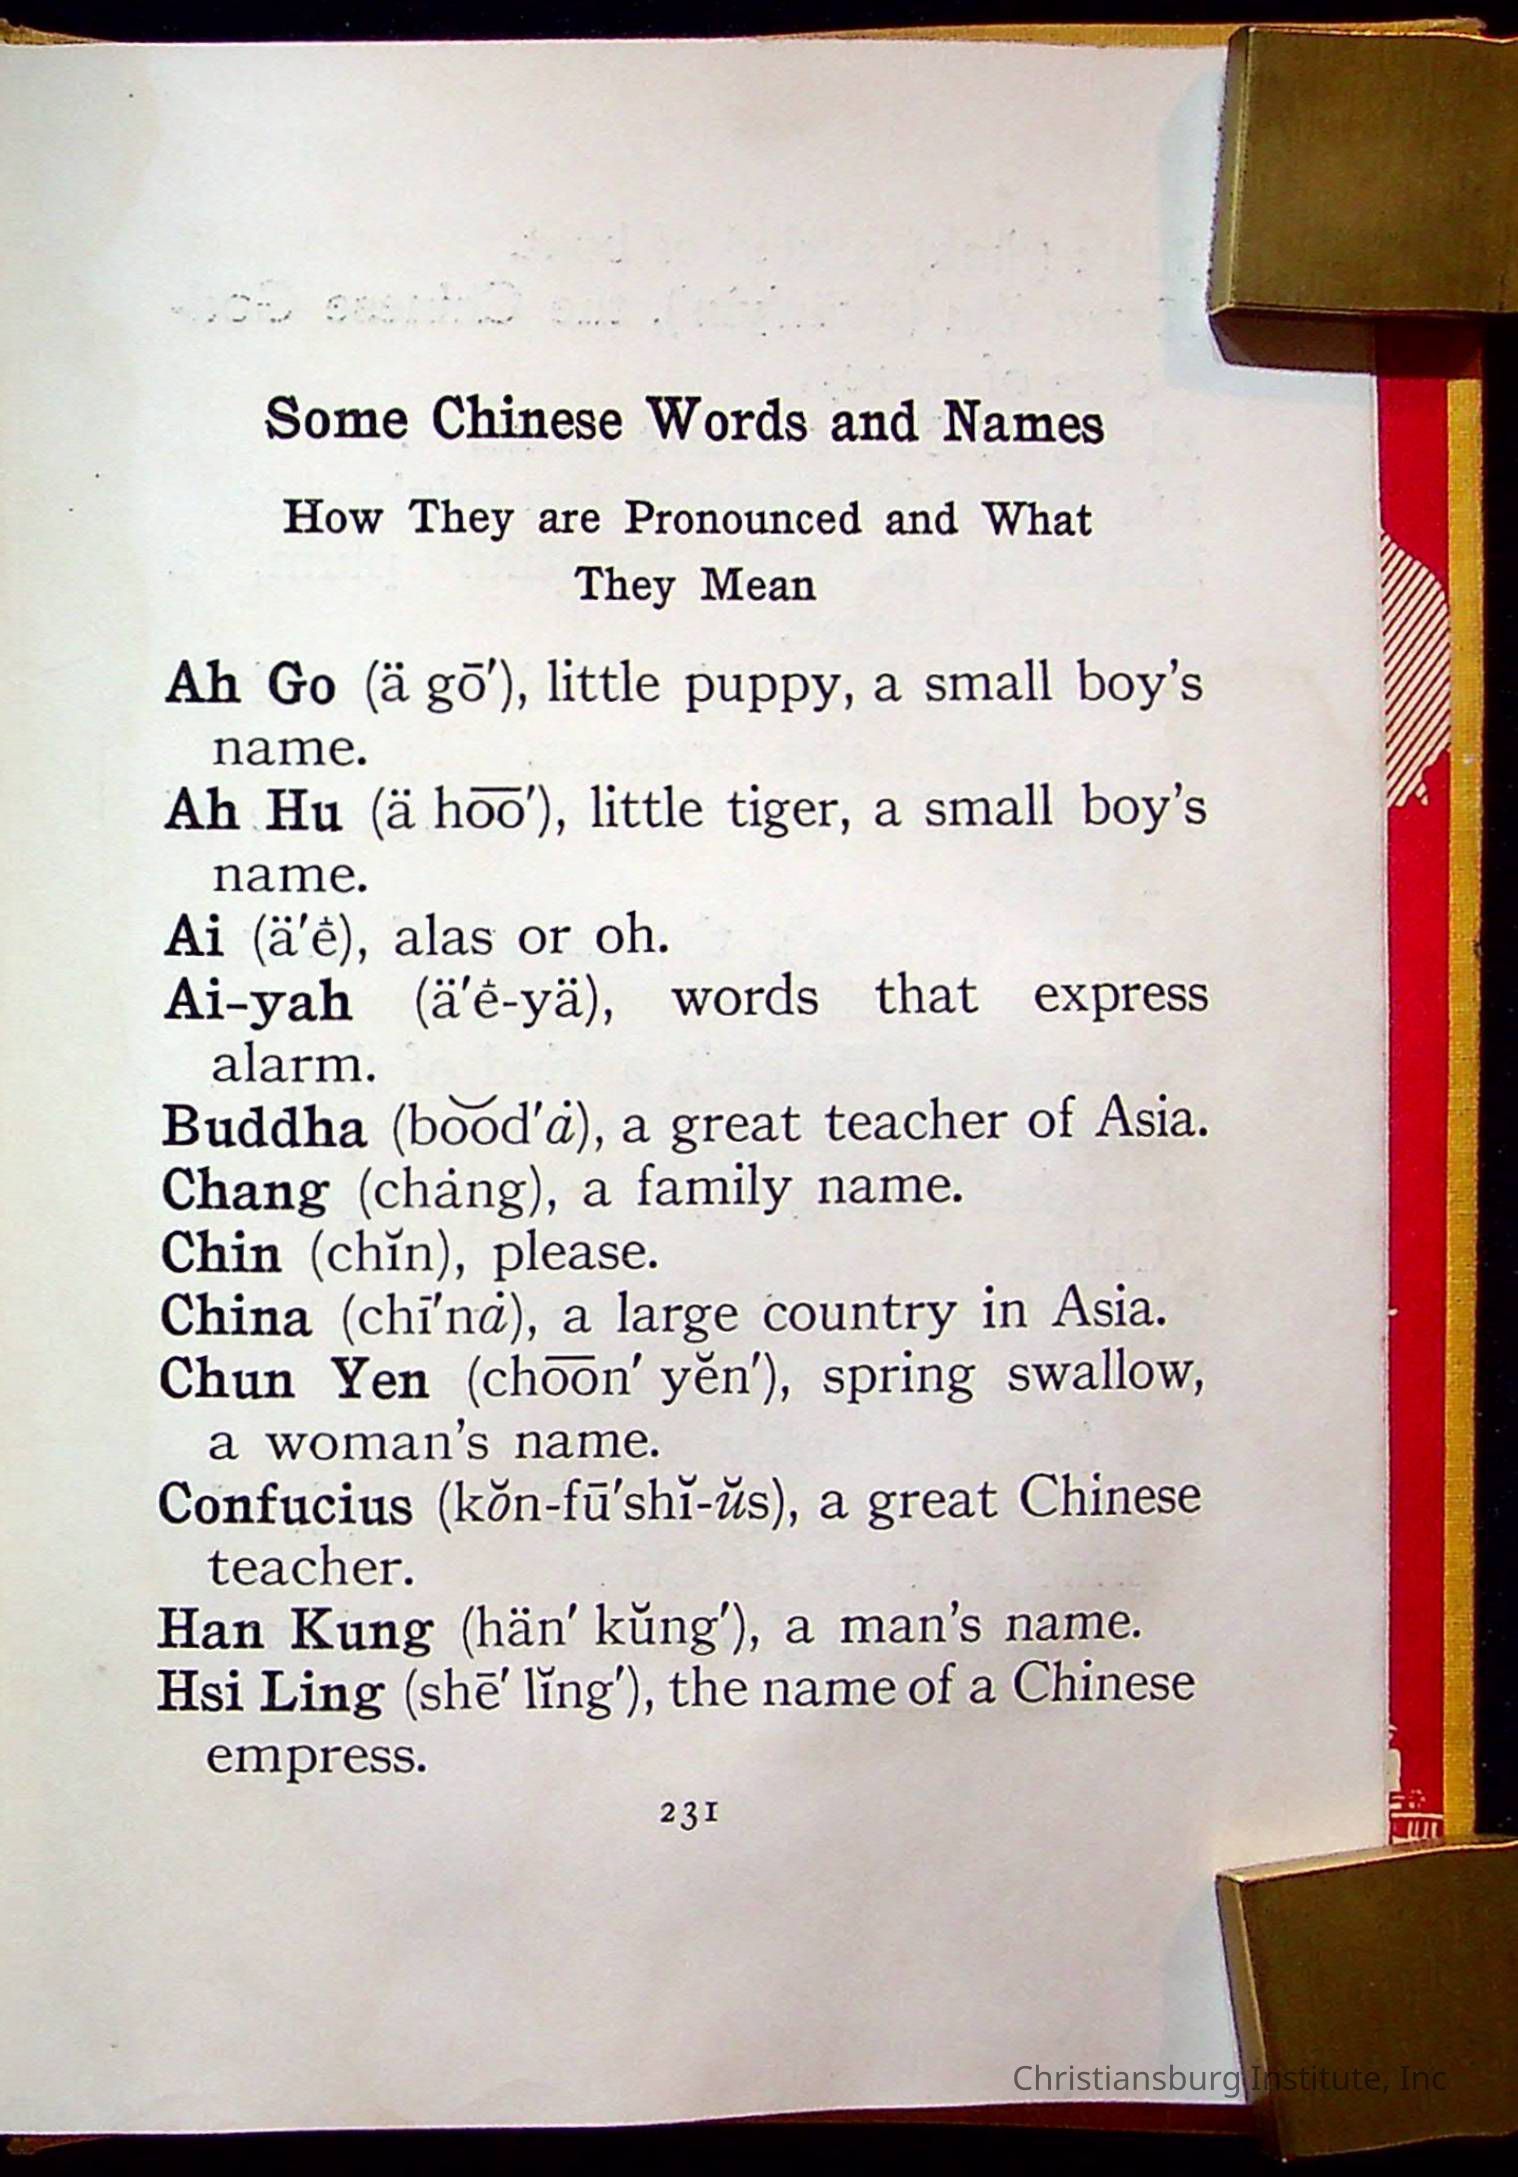 Some Chinese Words and Names
How They are Pronounced and What
They Mean
Ah Go (ä gō′), little puppy, a small boy's
name.
Ah Hu (ä ho͞o′), little tiger, a small boy's
name.
Ai (ä′ė̄), alas or oh.
Ai-yah (ä′ė̄-yä), words that express
alarm.
Buddha (bo͝od′ȧ), a great teacher of Asia.
Chang (chȧng), a family name.
Chin (chĭn), please.
China (chī′nȧ), a large country in Asia.
Chun Yen (cho͞on′ yĕn′), spring swallow,
a woman's name.
Confucius (kŏn-fū′shĭ-ŭs), a great Chinese
teacher.
Han Kung (hän′ kŭng′), a man's name.
Hsi Ling (shē′ lĭng′), the name of a Chinese
empress.
231
Christiansburg Institute, Inc